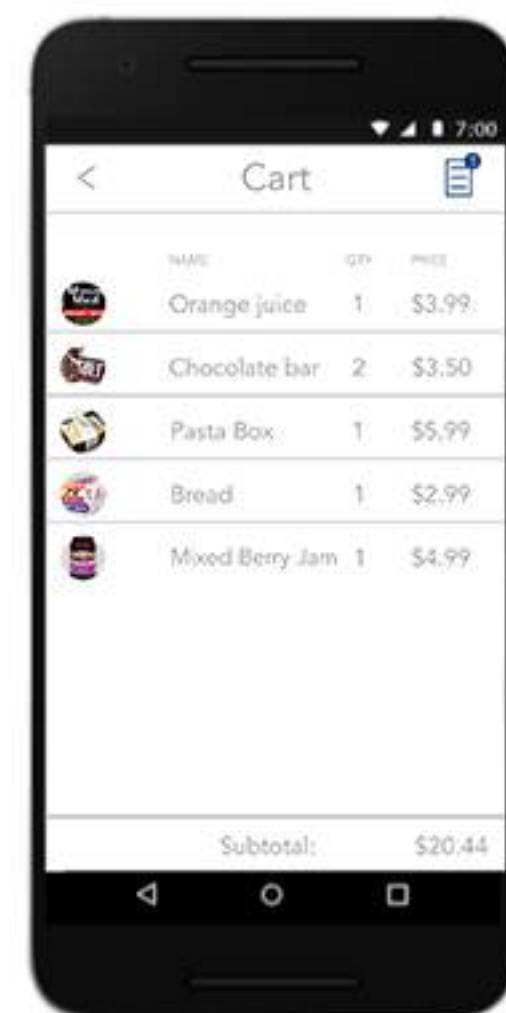 7:00
Cart
NAME QTY PRICE
Orange juice 1 $3.99
Chocolate bar 2 $3.50
Pasta Box 1 $5.99
Bread 1 $2.99
Mixed Berry Jam 1 $4.99
Subtotal: $20.44